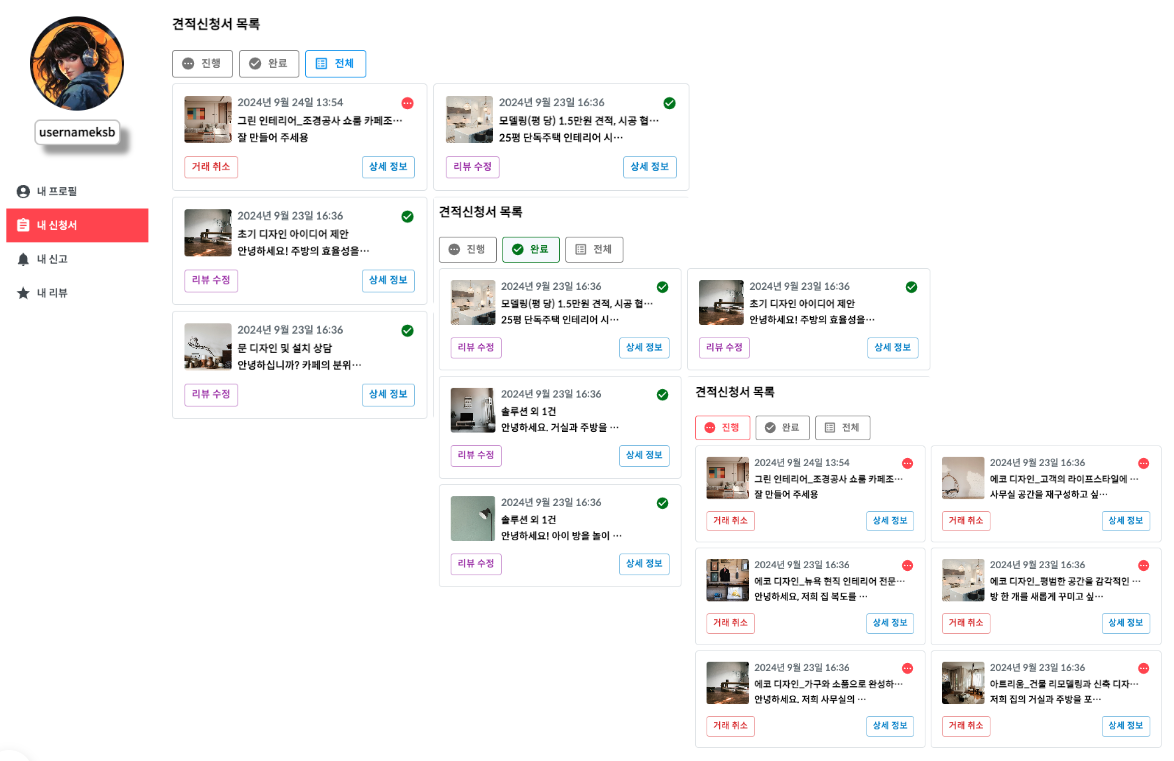 usernameksb
내 프로필
내 신청서
내 신고
내 리뷰
견적신청서 목록
진행
완료
전체
2024년 9월 24일 13:54
그린 인테리어_조경공사 쇼룸 카페조…
잘 만들어 주세용
거래 취소
상세 정보
2024년 9월 23일 16:36
모델링(평 당) 1.5만원 견적, 시공 협…
25평 단독주택 인테리어 시…
리뷰 수정
상세 정보
2024년 9월 23일 16:36
초기 디자인 아이디어 제안
안녕하세요! 주방의 효율성을…
리뷰 수정
상세 정보
2024년 9월 23일 16:36
문 디자인 및 설치 상담
안녕하십니까? 카페의 분위…
리뷰 수정
상세 정보
견적신청서 목록
진행
완료
전체
2024년 9월 23일 16:36
모델링(평 당) 1.5만원 견적, 시공 협…
25평 단독주택 인테리어 시…
리뷰 수정
상세 정보
2024년 9월 23일 16:36
초기 디자인 아이디어 제안
안녕하세요! 주방의 효율성을…
리뷰 수정
상세 정보
2024년 9월 23일 16:36
솔루션 외 1건
안녕하세요. 거실과 주방을 …
리뷰 수정
상세 정보
2024년 9월 23일 16:36
솔루션 외 1건
안녕하세요! 아이 방을 놀이 …
리뷰 수정
상세 정보
견적신청서 목록
진행
완료
전체
2024년 9월 24일 13:54
그린 인테리어_조경공사 쇼룸 카페조…
잘 만들어 주세용
거래 취소
상세 정보
2024년 9월 23일 16:36
에코 디자인_고객의 라이프스타일에 …
사무실 공간을 재구성하고 싶…
거래 취소
상세 정보
2024년 9월 23일 16:36
에코 디자인_뉴욕 현직 인테리어 전문…
안녕하세요, 저희 집 복도를 …
거래 취소
상세 정보
2024년 9월 23일 16:36
에코 디자인_평범한 공간을 감각적인 …
방 한 개를 새롭게 꾸미고 싶…
거래 취소
상세 정보
2024년 9월 23일 16:36
에코 디자인_가구와 소품으로 완성하…
안녕하세요. 저희 사무실의 …
거래 취소
상세 정보
2024년 9월 23일 16:36
아트리움_건물 리모델링과 신축 디자…
저희 집의 거실과 주방을 포…
거래 취소
상세 정보